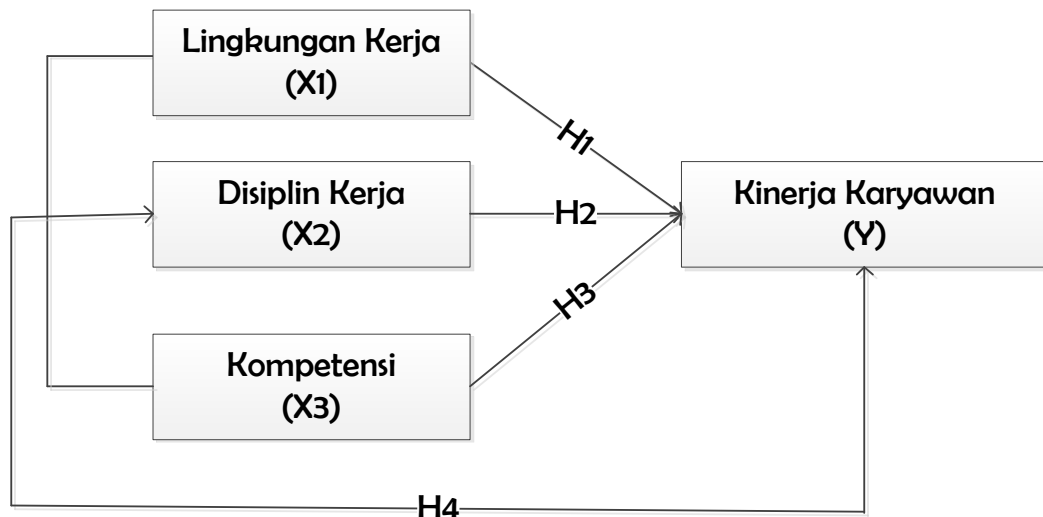 Lingkungan Kerja
(X1)
H1
Disiplin Kerja
(X2)
H2
Kinerja Karyawan
(Y)
H3
Kompetensi
(X3)
H4